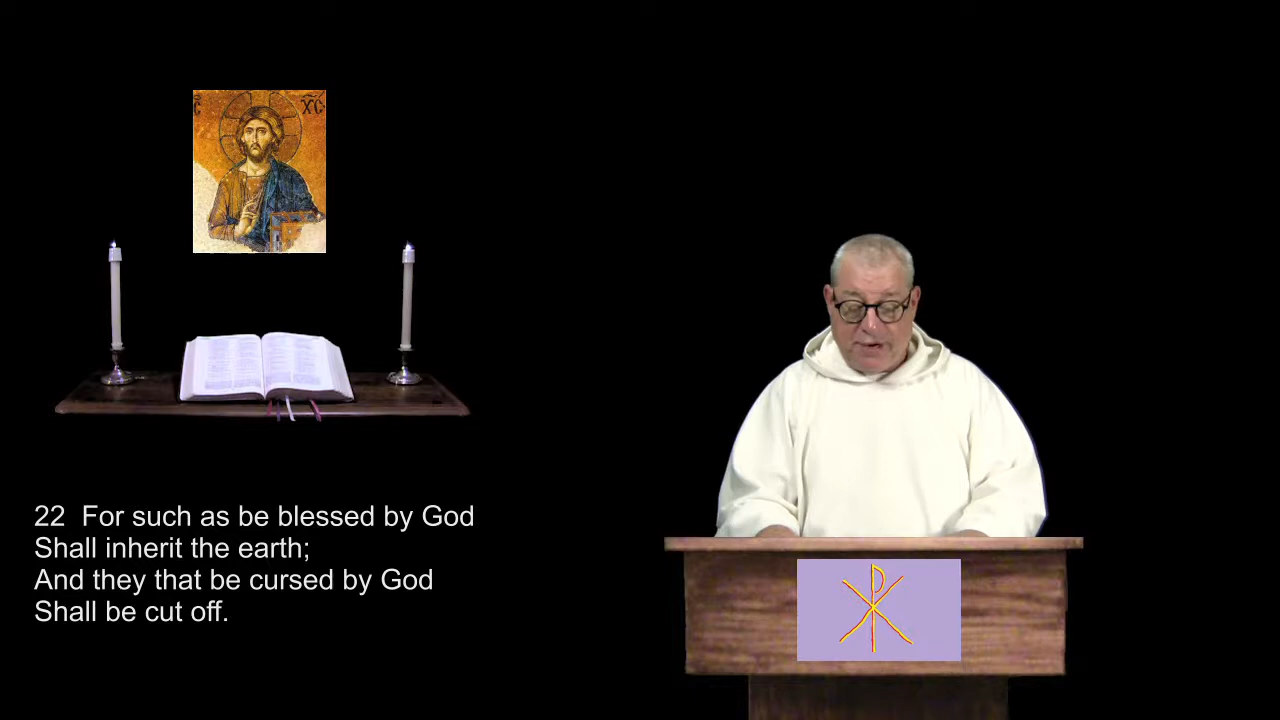 ΧC
22 For such as be blessed by God
Shall inherit the earth;
And they that be cursed by God
Shall be cut off.